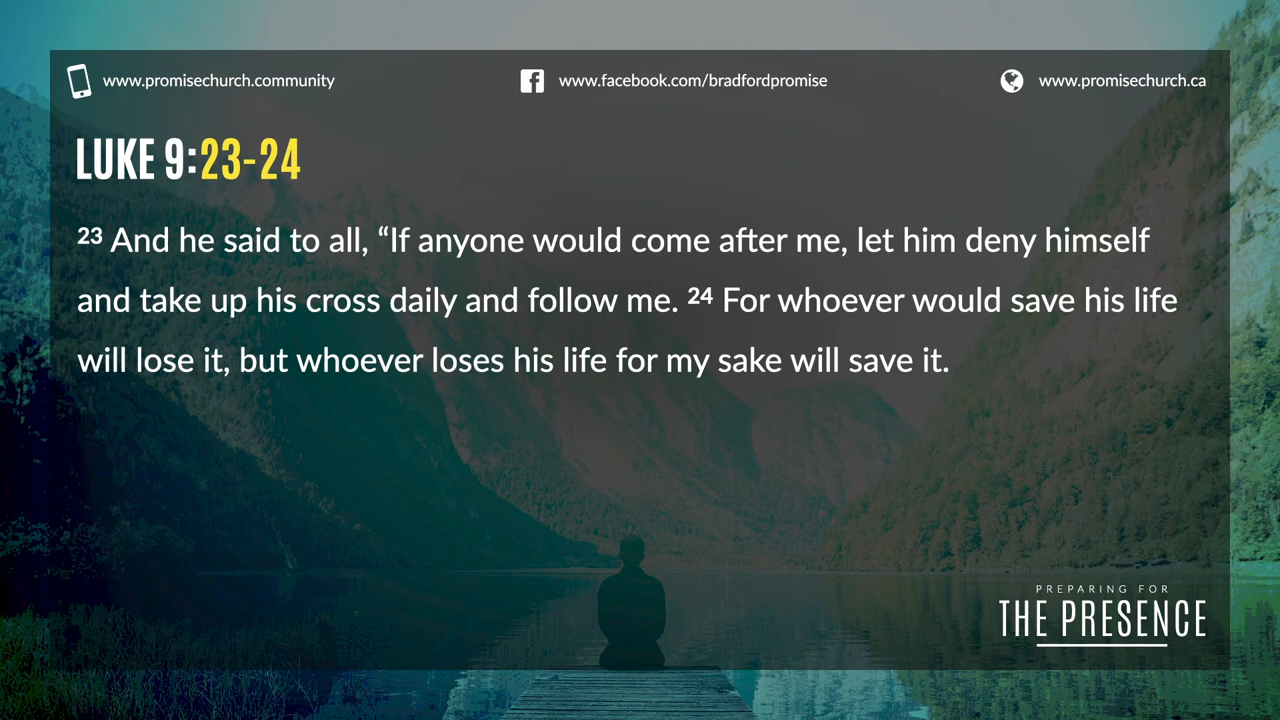 www.promisechurch.community
www.facebook.com/bradfordpromise
www.promisechurch.ca
LUKE 9:23-24
23 And he said to all, “If anyone would come after me, let him deny himself
and take up his cross daily and follow me. 24 For whoever would save his life
will lose it, but whoever loses his life for my sake will save it.
PREPARING FOR
THE PRESENCE